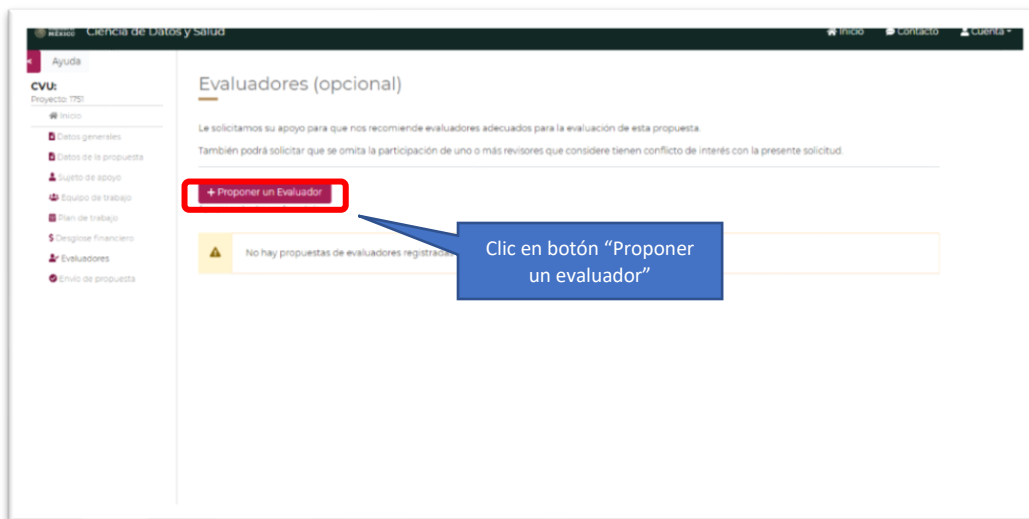 MÉXICO Ciencia de Datos y Salud
Inicio Contacto Cuenta
< Ayuda
CVU:
Proyecto: 1751
Inicio
Datos generales
Datos de la propuesta
Sujeto de apoyo
Equipo de trabajo
Plan de trabajo
$ Desglose financiero
Evaluadores
Envío de propuesta
Evaluadores (opcional)
Le solicitamos su apoyo para que nos recomiende evaluadores adecuados para la evaluación de esta propuesta.
También podrá solicitar que se omita la participación de uno o más revisores que considere tienen conflicto de interés con la presente solicitud.
+ Proponer un Evaluador
No hay propuestas de evaluadores registradas
Clic en botón “Proponer
un evaluador”